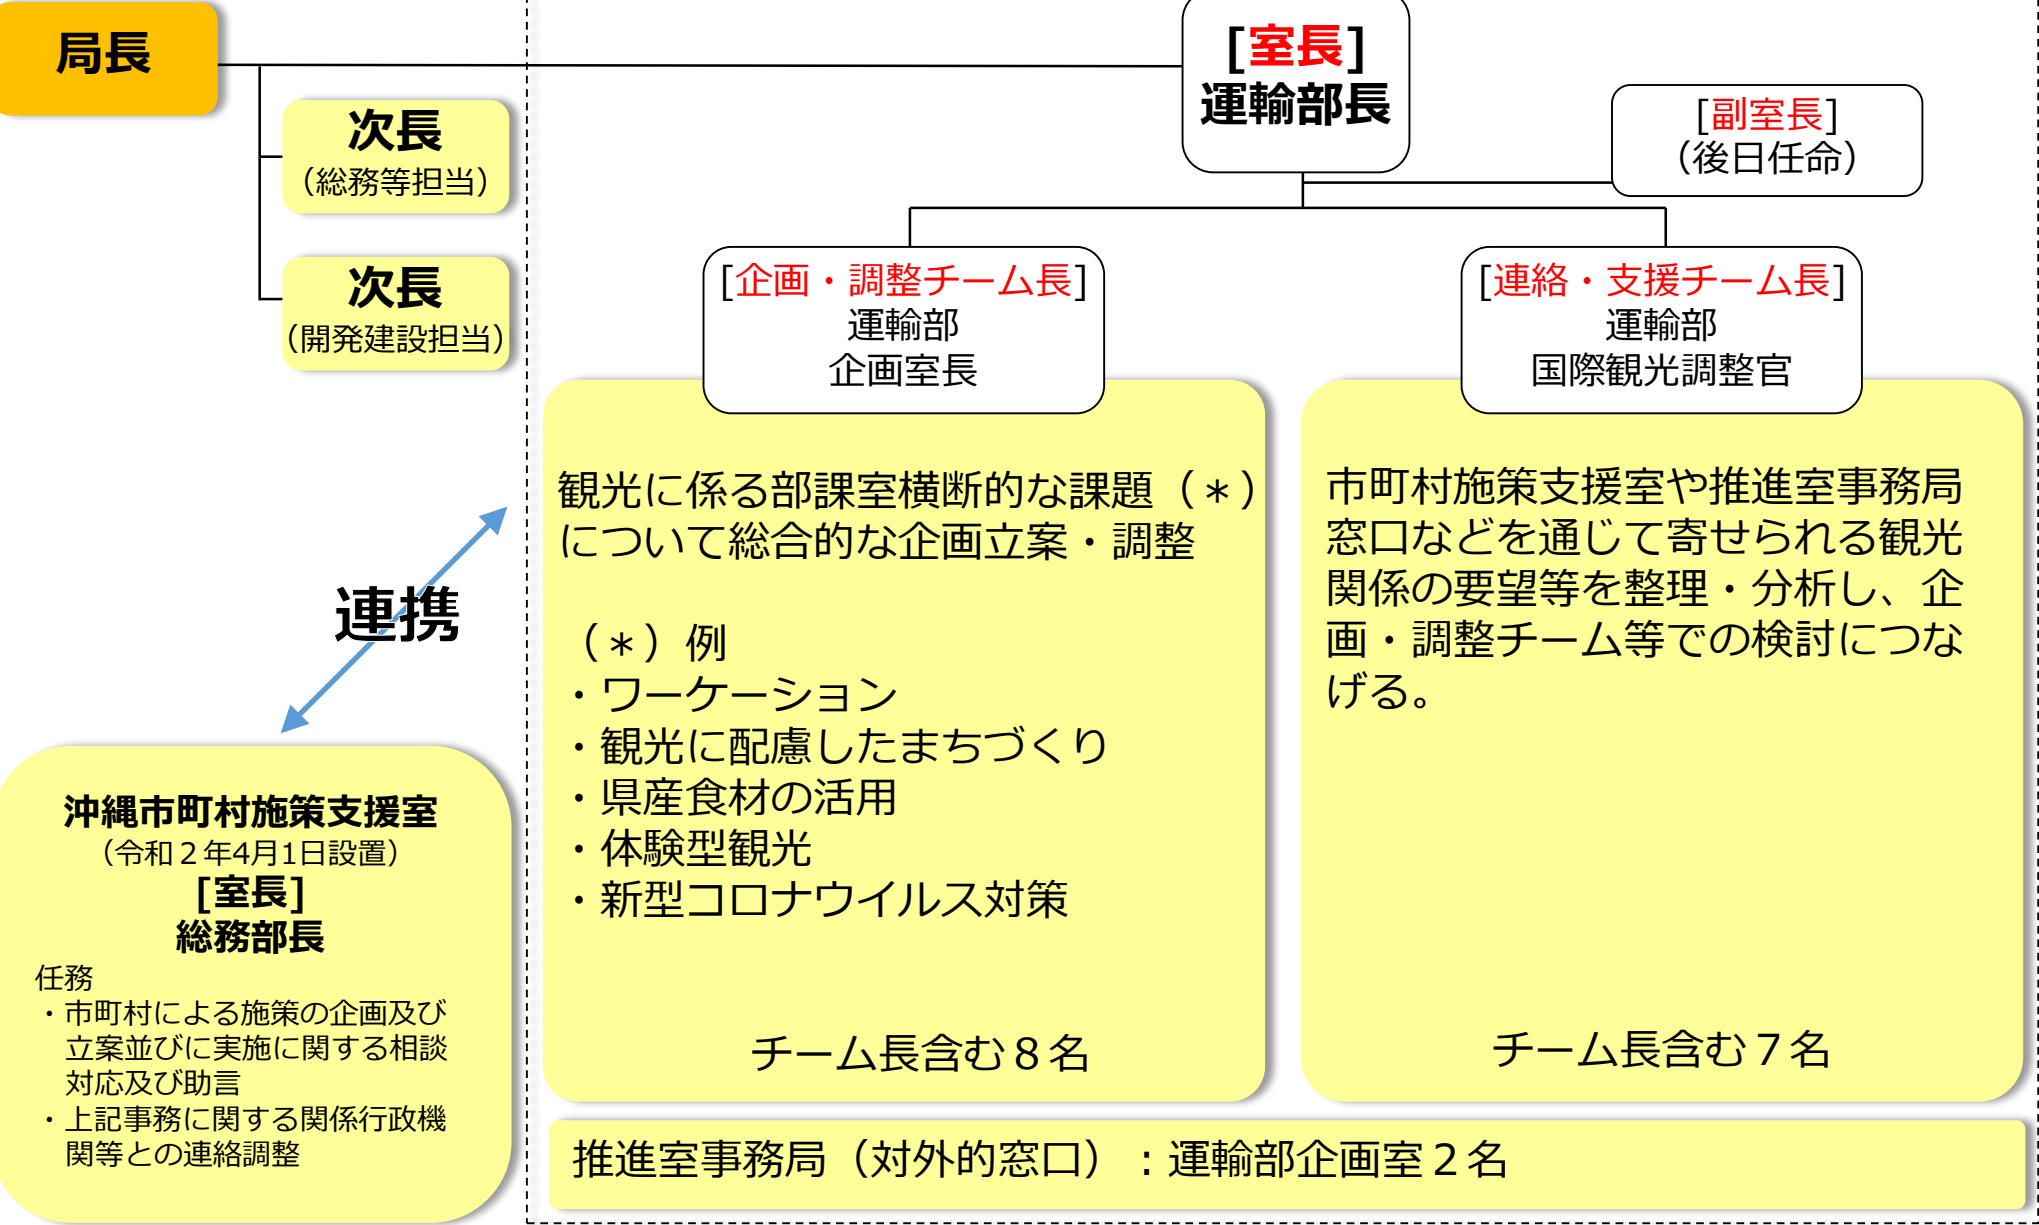 局長
次長
（総務等担当）
次長
（開発建設担当）
[室長]
運輸部長
[副室長]
（後日任命）
[企画・調整チーム長]
運輸部
企画室長
[連絡・支援チーム長]
運輸部
国際観光調整官
観光に係る部課室横断的な課題（＊）
について総合的な企画立案・調整
（＊）例
・ワーケーション
・観光に配慮したまちづくり
・県産食材の活用
・体験型観光
・新型コロナウイルス対策
チーム長含む８名
市町村施策支援室や推進室事務局
窓口などを通じて寄せられる観光
関係の要望等を整理・分析し、企
画・調整チーム等での検討につな
げる。
チーム長含む７名
連携
沖縄市町村施策支援室
（令和２年4月1日設置）
[室長]
総務部長
任務
・市町村による施策の企画及び
立案並びに実施に関する相談
対応及び助言
・上記事務に関する関係行政機
関等との連絡調整
推進室事務局（対外的窓口）：運輸部企画室２名